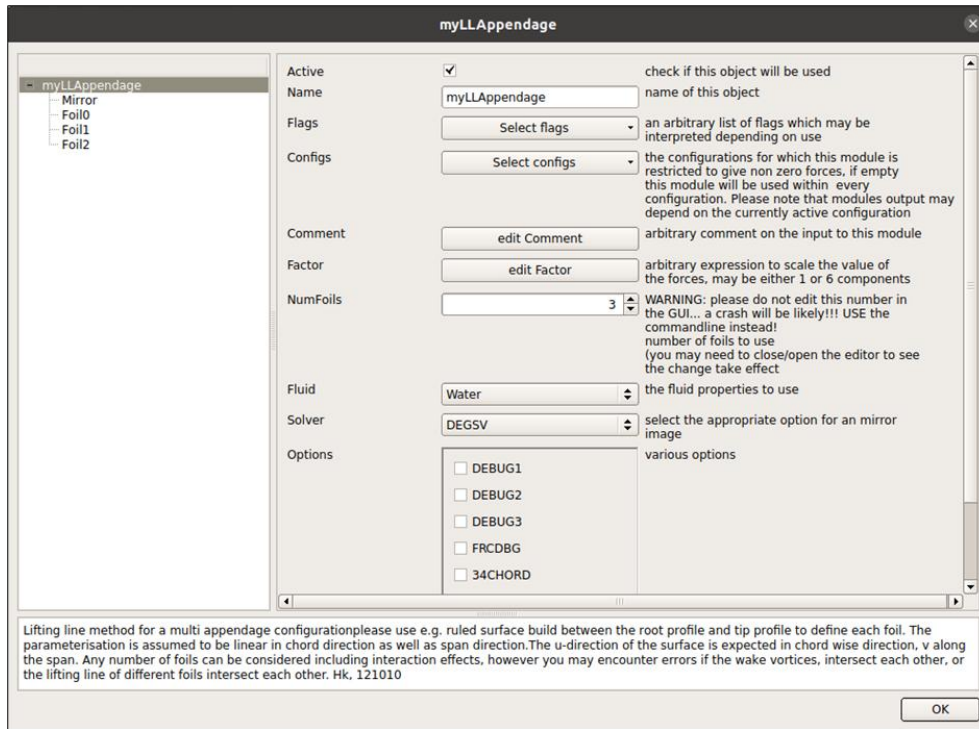 myLLAppendage
myLLAppendage
Mirror
Foil0
Foil1
Foil2
Active
check if this object will be used
Name
myLLAppendage
name of this object
Flags
Select flags
an arbitrary list of flags which may be
interpreted depending on use
Configs
Select configs
the configurations for which this module is
restricted to give non zero forces, if empty
this module will be used within every
configuration. Please note that modules output may
depend on the currently active configuration
Comment
edit Comment
arbitrary comment on the input to this module
Factor
edit Factor
arbitrary expression to scale the value of
the forces, may be either 1 or 6 components
NumFoils
3
WARNING: please do not edit this number in
the GUI... a crash will be likely!!! USE the
commandline instead!
number of foils to use
(you may need to close/open the editor to see
the change take effect
Fluid
Water
the fluid properties to use
Solver
DEGSV
select the appropriate option for an mirror
image
Options
various options
DEBUG1
DEBUG2
DEBUG3
FRCDBG
34CHORD
Lifting line method for a multi appendage configurationplease use e.g. ruled surface build between the root profile and tip profile to define each foil. The
parameterisation is assumed to be linear in chord direction as well as span direction.The u-direction of the surface is expected in chord wise direction, v along
the span. Any number of foils can be considered including interaction effects, however you may encounter errors if the wake vortices, intersect each other, or
the lifting line of different foils intersect each other. Hk, 121010
OK